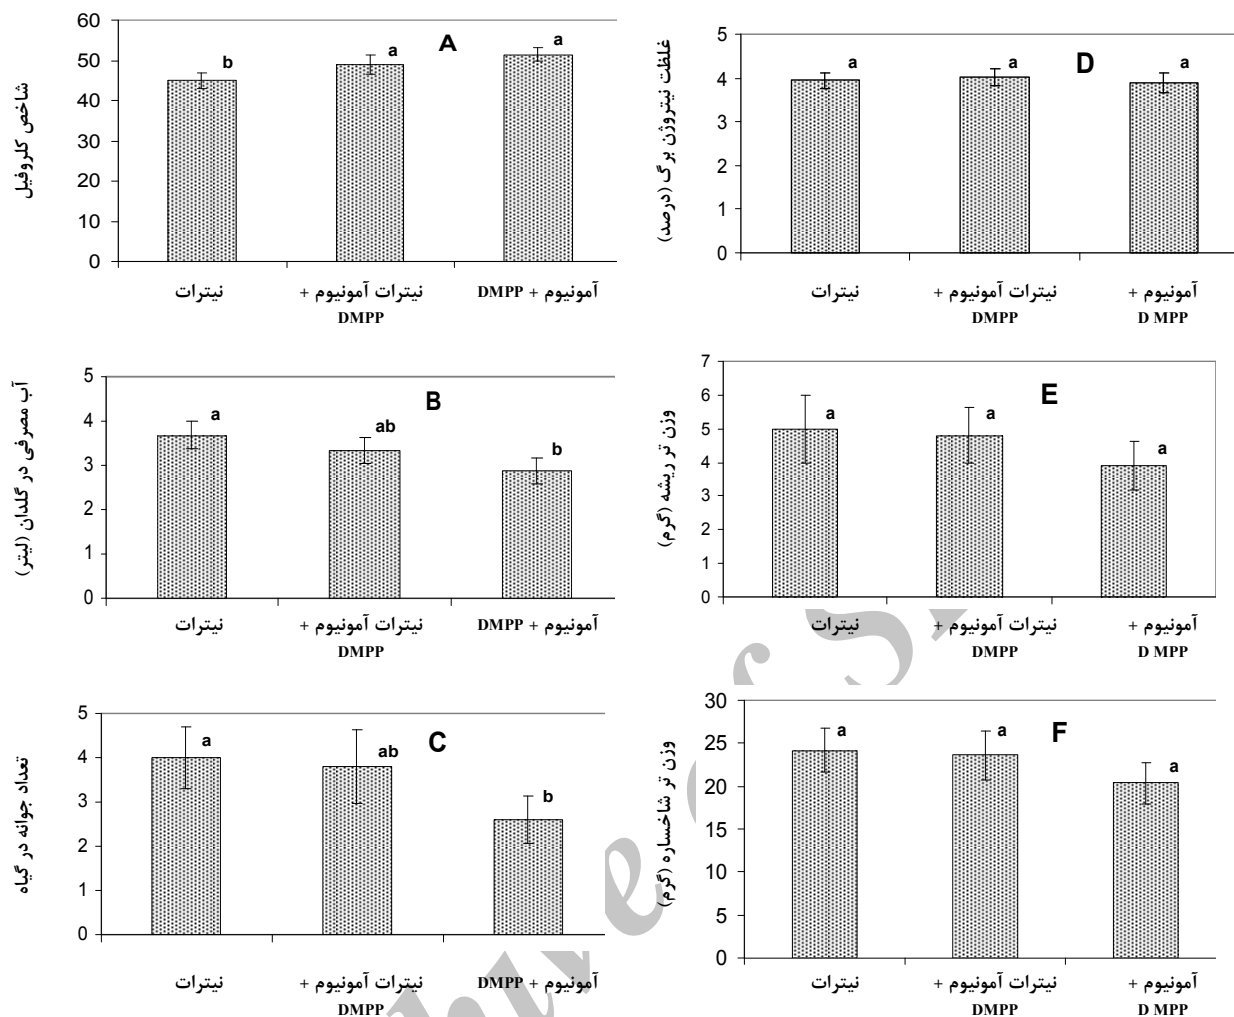 شاخص کلروفیل
60
50
40
30
20
10
0
A
b
a
a
نیترات
نیترات آمونیوم +
DMPP
آمونیوم + DMPP
غلظت نیتروژن برگ (درصد)
5
4
3
2
1
0
D
a
a
a
نیترات
نیترات آمونیوم +
DMPP
آمونیوم +
D MPP
آب مصرفی در گلدان (لیتر)
5
4
3
2
1
0
B
a
ab
b
نیترات
نیترات آمونیوم +
DMPP
آمونیوم + DMPP
وزن تر ریشه (گرم)
7
6
5
4
3
2
1
0
E
a
a
a
نیترات
نیترات آمونیوم +
DMPP
آمونیوم +
D MPP
تعداد جوانه در گیاه
5
4
3
2
1
0
C
a
ab
b
نیترات
نیترات آمونیوم +
DMPP
آمونیوم + DMPP
وزن تر شاخساره (گرم)
30
25
20
15
10
5
0
F
a
a
a
نیترات
نیترات آمونیوم +
DMPP
آمونیوم +
D MPP